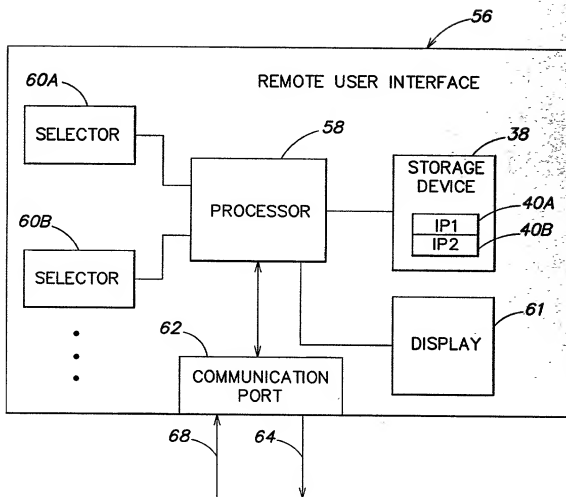 56
REMOTE USER INTERFACE
60A
SELECTOR
58
PROCESSOR
38
STORAGE
DEVICE
40A
IP1
40B
IP2
60B
SELECTOR
61
DISPLAY
62
COMMUNICATION
PORT
68
64